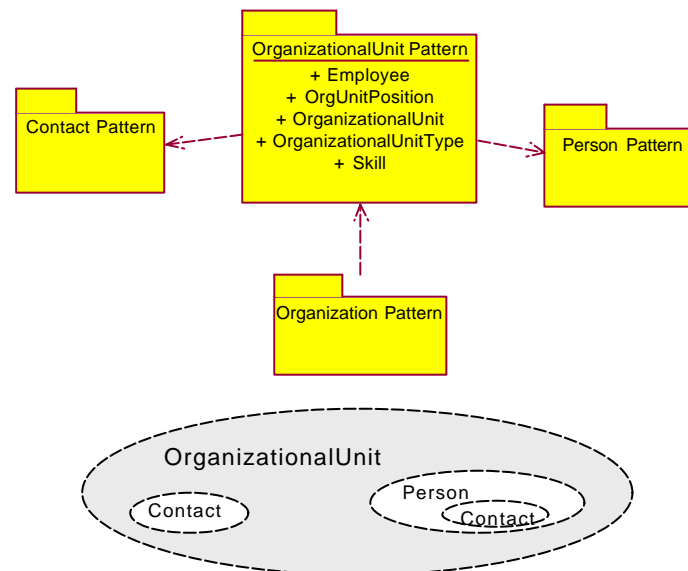 OrganizationalUnit Pattern
+ Employee
+ OrgUnitPosition
+ OrganizationalUnit
+ OrganizationalUnitType
+ Skill
Contact Pattern
Person Pattern
Organization Pattern
OrganizationalUnit
Contact
Person
Contact